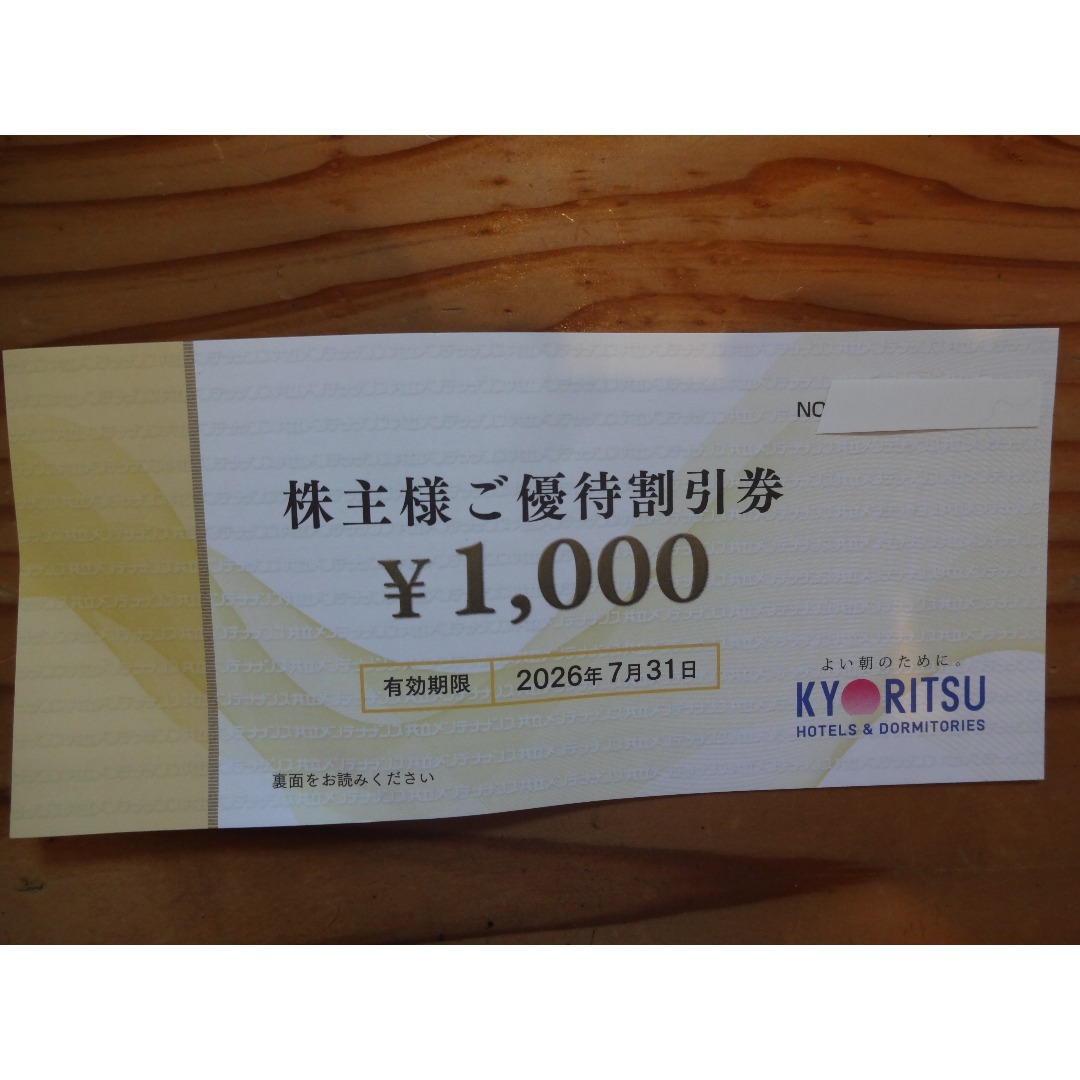 NO
株主様ご優待割引券
¥1,000
有効期限 2026年7月31日
よい朝のために。
KYORITSU
HOTELS & DORMITORIES
裏面をお読みください